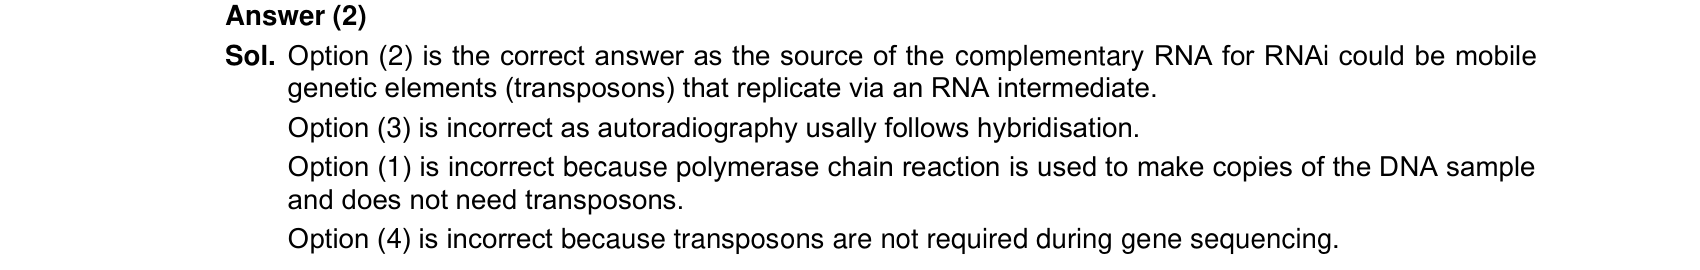 Answer (2)
Sol. Option (2) is the correct answer as the source of the complementary RNA for RNAi could be mobile
genetic elements (transposons) that replicate via an RNA intermediate.
Option (3) is incorrect as autoradiography usally follows hybridisation.
Option (1) is incorrect because polymerase chain reaction is used to make copies of the DNA sample
and does not need transposons.
Option (4) is incorrect because transposons are not required during gene sequencing.